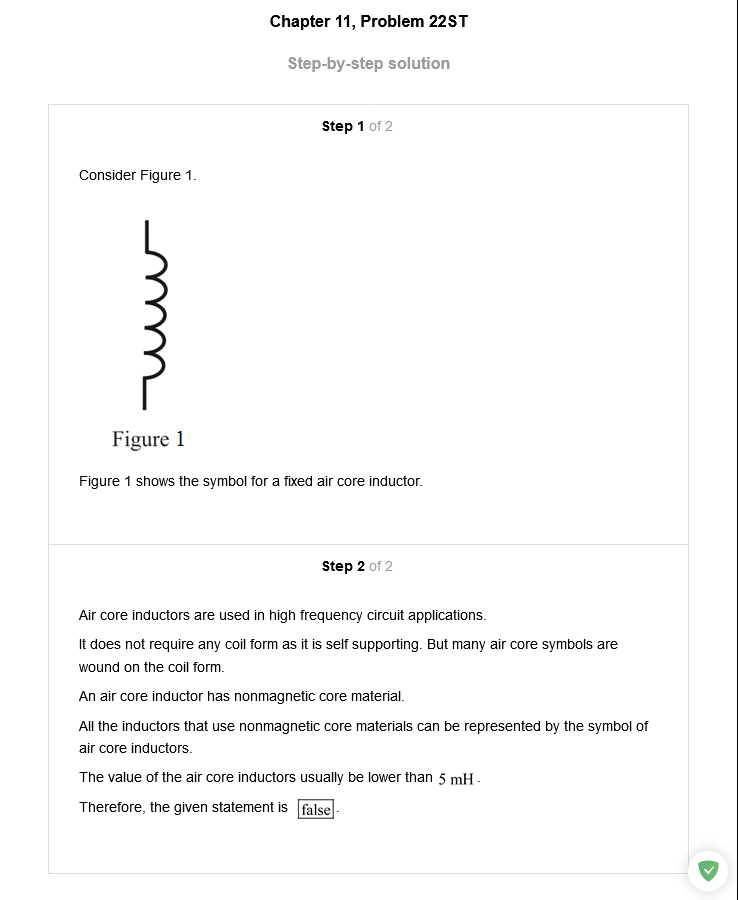 Chapter 11, Problem 22ST
Step-by-step solution
Step 1 of 2
Consider Figure 1.
Figure 1
Figure 1 shows the symbol for a fixed air core inductor.
Step 2 of 2
Air core inductors are used in high frequency circuit applications.
It does not require any coil form as it is self supporting. But many air core symbols are
wound on the coil form.
An air core inductor has nonmagnetic core material.
All the inductors that use nonmagnetic core materials can be represented by the symbol of
air core inductors.
The value of the air core inductors usually be lower than 5 mH .
Therefore, the given statement is false .